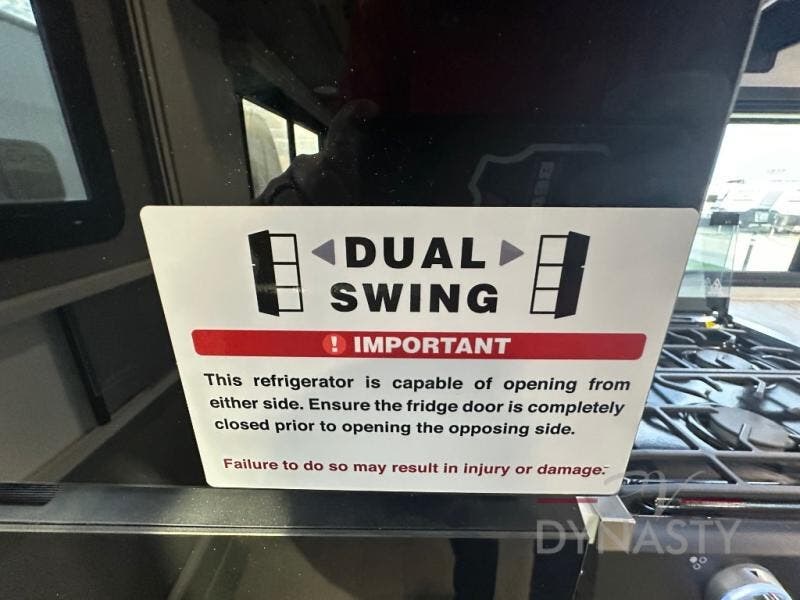 DUAL
SWING
! IMPORTANT
This refrigerator is capable of opening from
either side. Ensure the fridge door is completely
closed prior to opening the opposing side.
Failure to do so may result in injury or damage.
DYNASTY